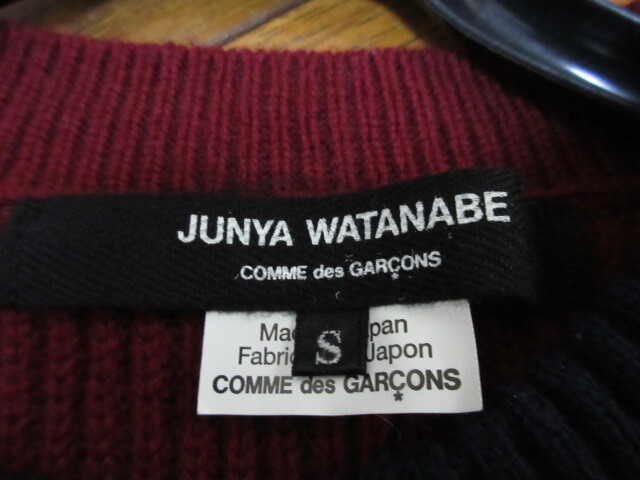 JUNYA WATANABE
COMME des GARÇONS
S
Ma pan
Fabri Japon
COMME des GARÇONS
*